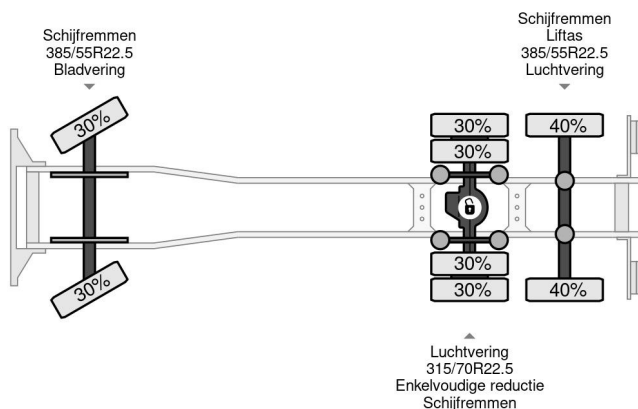 Schijfremmen
385/55R22.5
Bladvering
Schijfremmen
Liftas
385/55R22.5
Luchtvering
30%
30%
40%
30%
30%
30%
30%
40%
Luchtvering
315/70R22.5
Enkelvoudige reductie
Schijfremmen